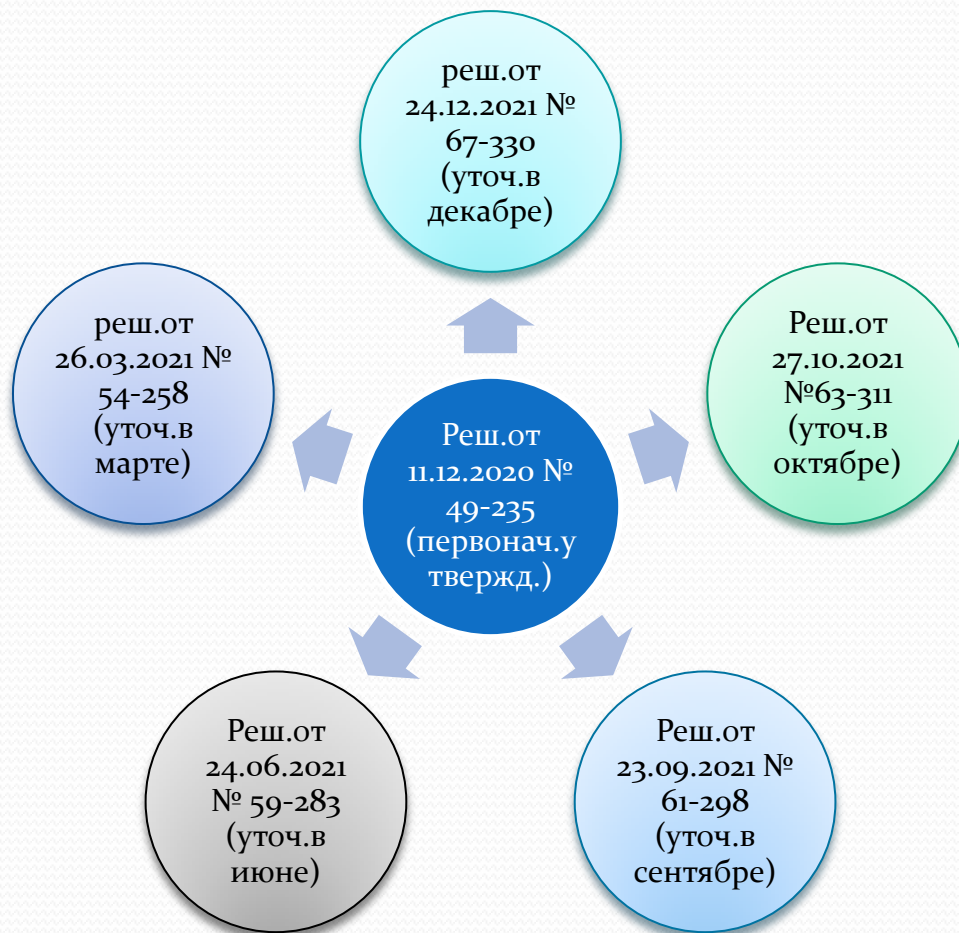 реш.от
24.12.2021 №
67-330
(уточ.в
декабре)
реш.от
26.03.2021 №
54-258
(уточ.в
марте)
Реш.от
27.10.2021
№63-311
(уточ.в
октябре)
Реш.от
11.12.2020 №
49-235
(первонач.у
твержд.)
Реш.от
24.06.2021
№ 59-283
(уточ.в
июне)
Реш.от
23.09.2021 №
61-298
(уточ.в
сентябре)